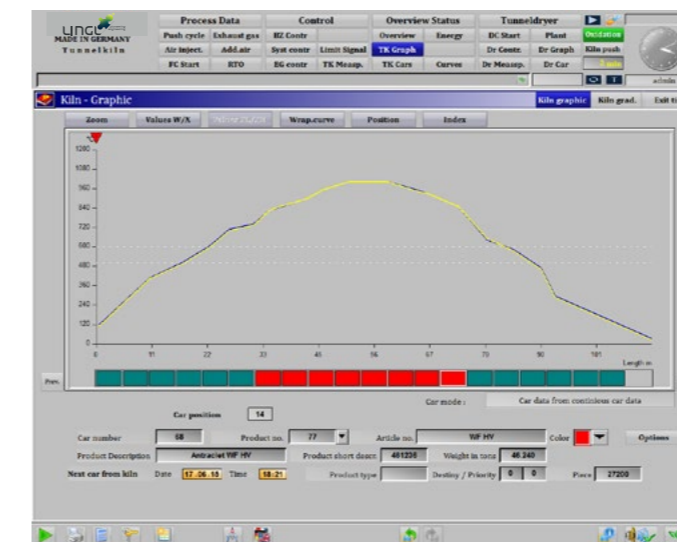 LINGL
MADE IN GERMANY
Tunnelkiln
Process Data Control Overview Status Tunneldryer
Push cycle Exhaust gas BZ Contr Overview Energy DC Start Plant Oxidation
Air inject. Add.air Syst contr Limit Signal TK Graph Dr Contr. Dr Graph Kiln push
FC Start RTO EG contr TK Measp. TK Cars Curves Dr Measep. Dr Car
admin
Kiln - Graphic Kiln graphic Kiln grad. Exit ti
Zoom Values W/X Wrap.curve Position Index
°C
1200
1080
960
840
720
600
480
360
240
120
0
0 11 22 33 45 56 67 79 90 101
Length m
Prev.
Car mode : Car data from continious car data
Car position 14
Car number 68 Product no. 77 Article no. WF HV Color Options
Product Description Antraciet WF HV Product short descr. 461236 Weight in tons 46.240
Next car from kiln Date 17.06.15 Time 18:21 Product type Destiny / Priority 0 0 Piece 27200